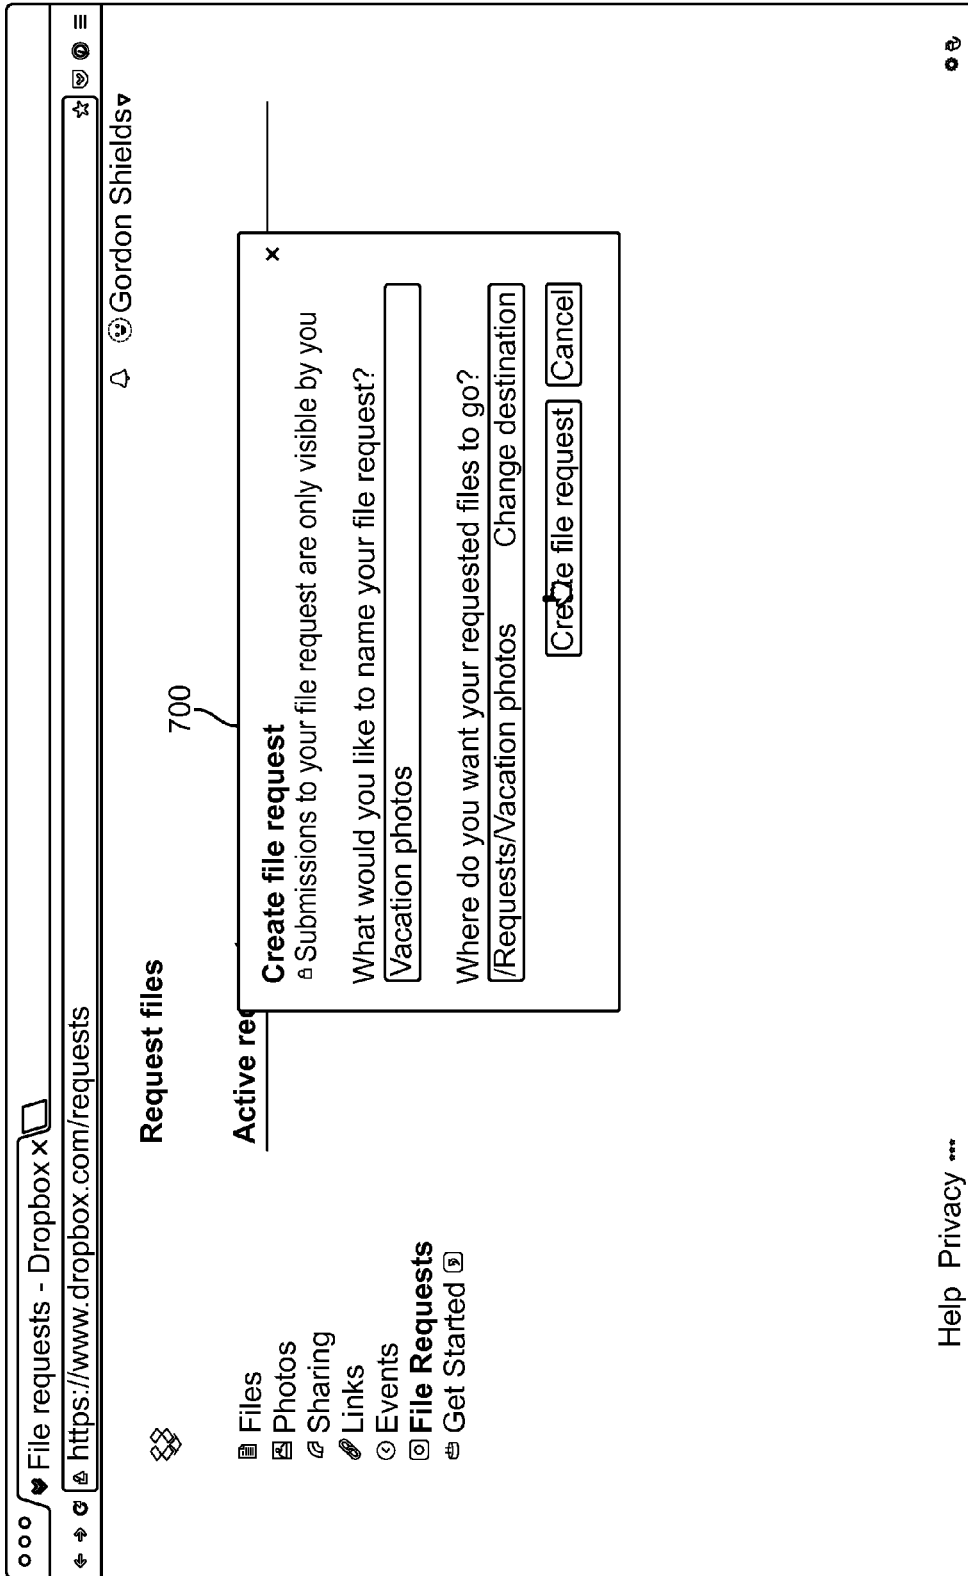 File requests - Dropbox
https://www.dropbox.com/requests
Gordon Shields
Request files
700
Active req
Files
Photos
Sharing
Links
Events
File Requests
Get Started
Create file request
Submissions to your file request are only visible by you
What would you like to name your file request?
Vacation photos
Where do you want your requested files to go?
/Requests/Vacation photos Change destination
Create file request Cancel
Help Privacy •••